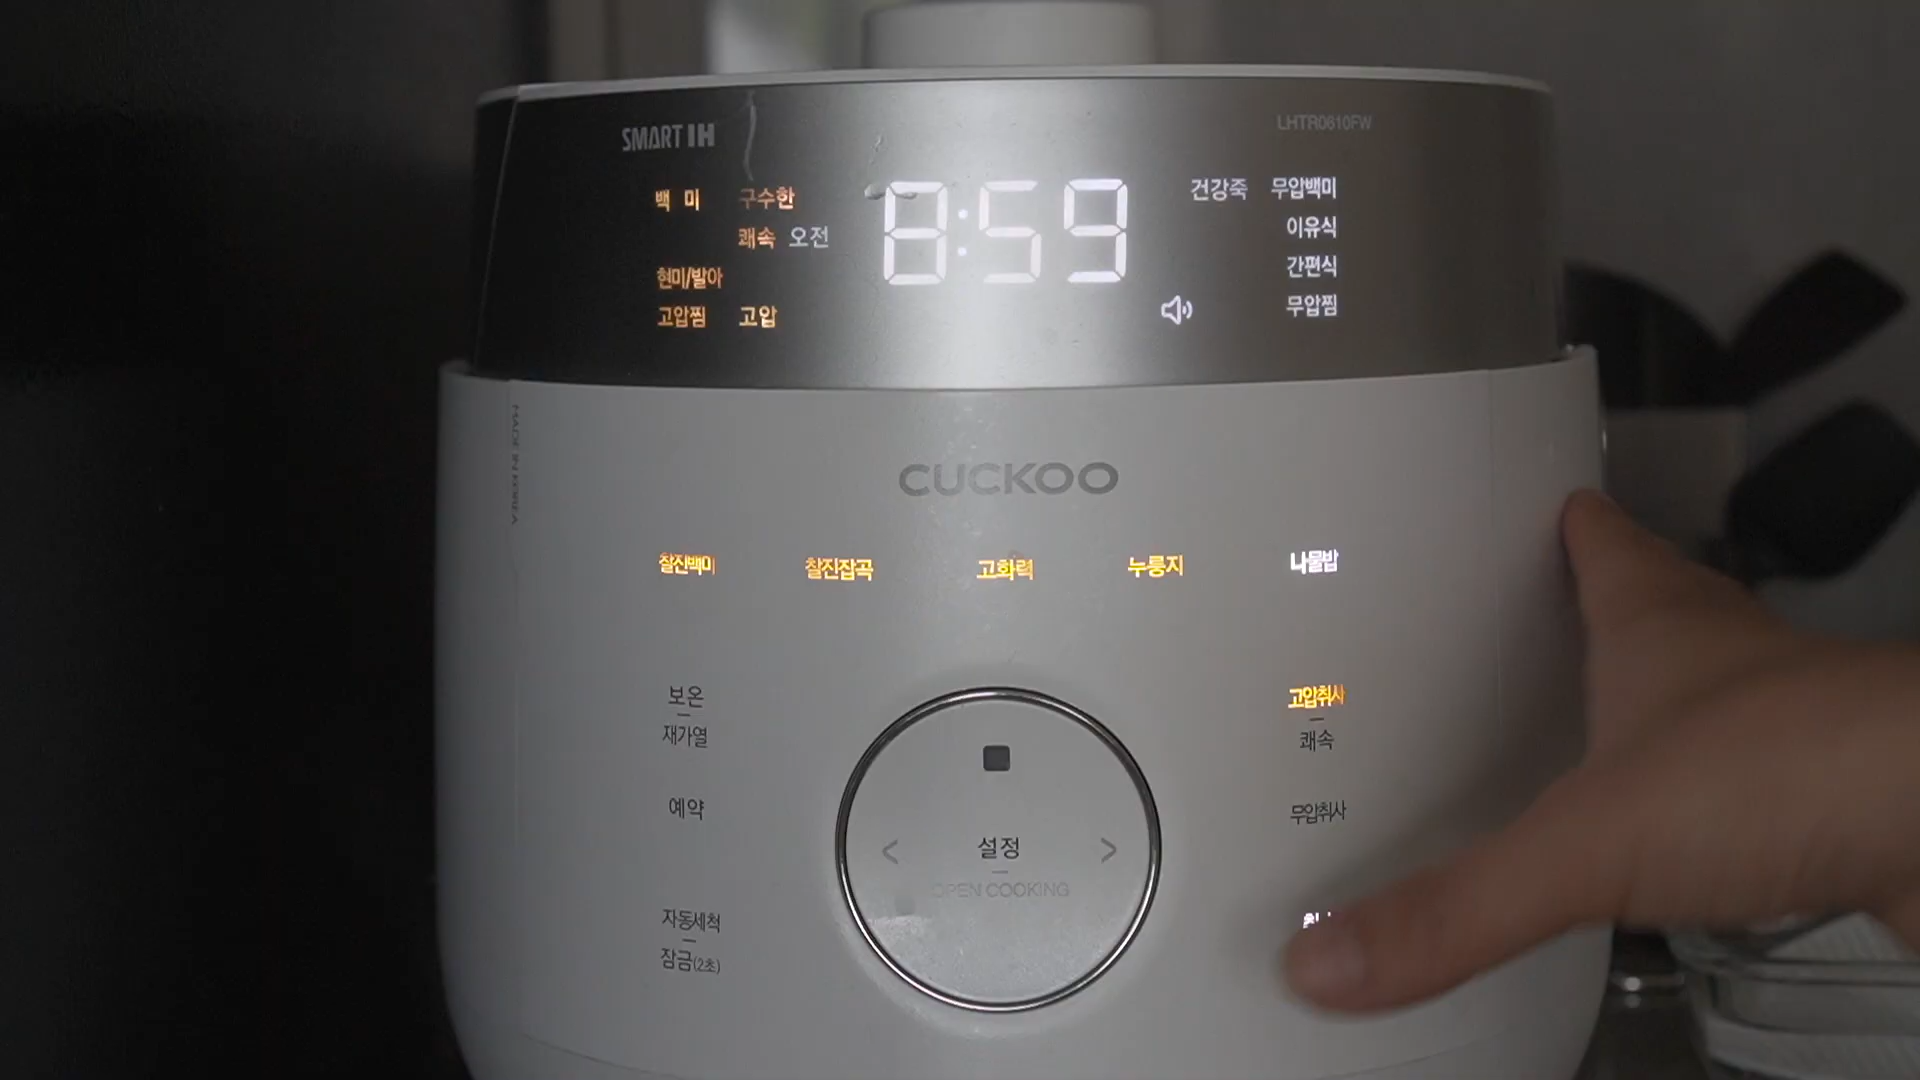 SMART IH
LHTR0610FW
백 미 구수한
쾌속 오전
현미/발아
고압찜 고압
8:59
건강죽 무압백미
이유식
간편식
무압찜
MADE IN KOREA
CUCKOO
찰진백미 찰진잡곡 고화력 누룽지 나물밥
보온
재가열
예약
자동세척
잠금(2초)
< 설정 >
OPEN COOKING
고압취사
쾌속
무압취사